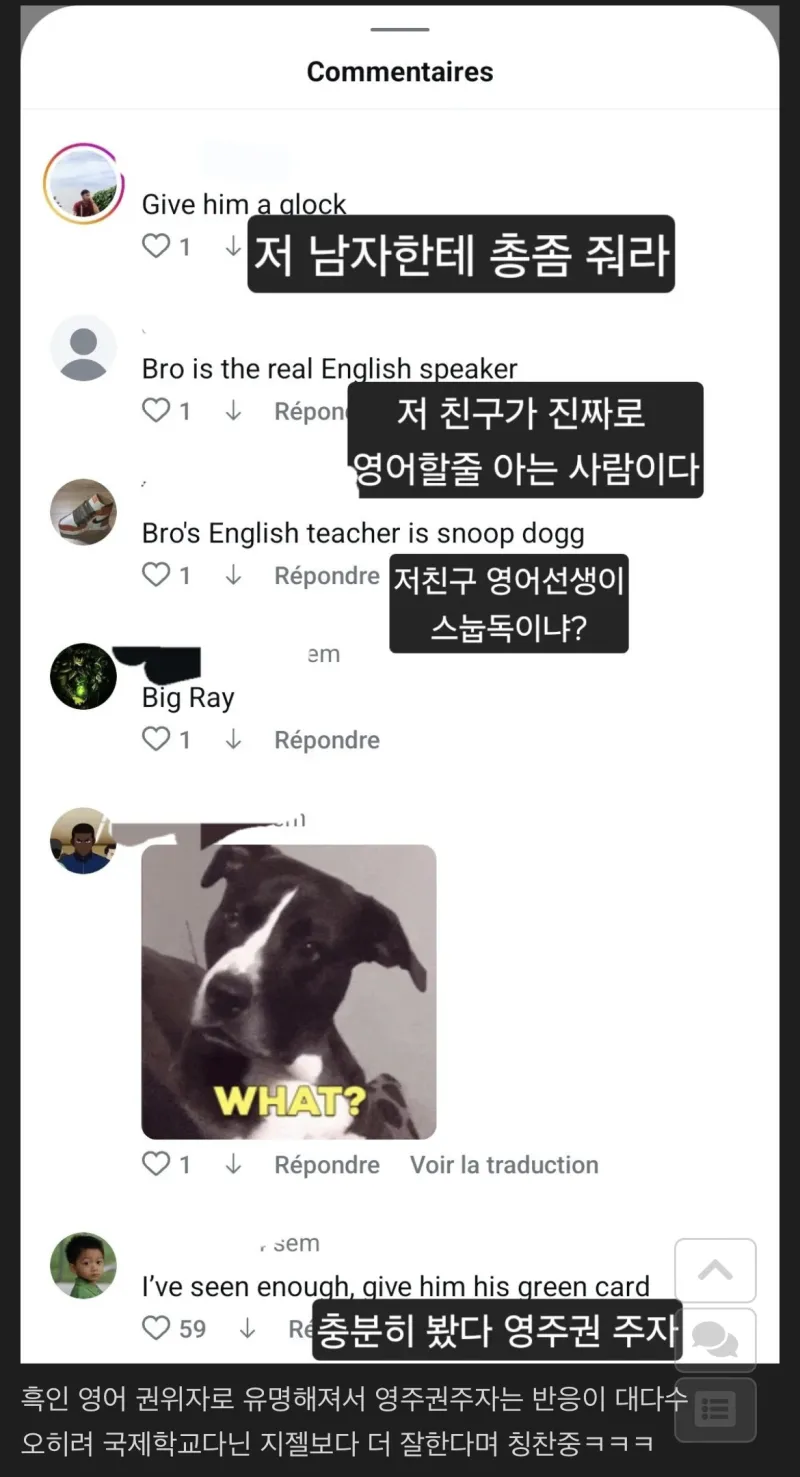 Commentaires
Give him a glock
1
저 남자한테 총좀 줘라
Bro is the real English speaker
1
저 친구가 진짜로
영어할줄 아는 사람이다
Bro's English teacher is snoop dogg
1 Répondre
저친구 영어선생이
스눕독이냐?
em
Big Ray
1 Répondre
WHAT?
1 Répondre Voir la traduction
sem
I've seen enough, give him his green card
59
충분히 봤다 영주권 주자
흑인 영어 권위자로 유명해져서 영주권주자는 반응이 대다수
오히려 국제학교다닌 지젤보다 더 잘한다며 칭찬중ㅋㅋㅋ